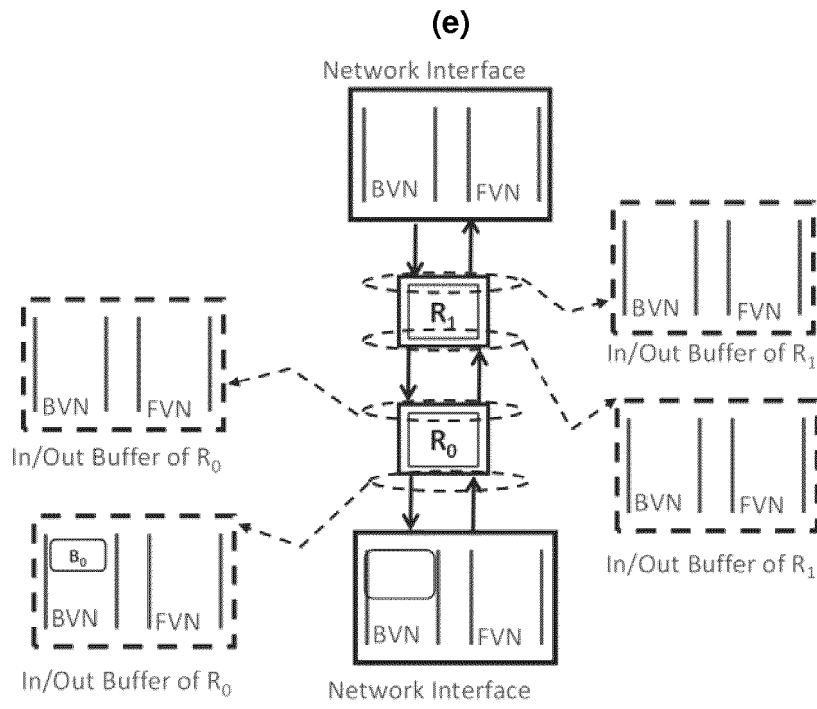 (e)
Network Interface
BVN FVN
R₁
BVN FVN
In/Out Buffer of R₁
BVN FVN
In/Out Buffer of R₀
R₀
BVN FVN
In/Out Buffer of R₁
B₀
BVN FVN
In/Out Buffer of R₀
BVN FVN
Network Interface